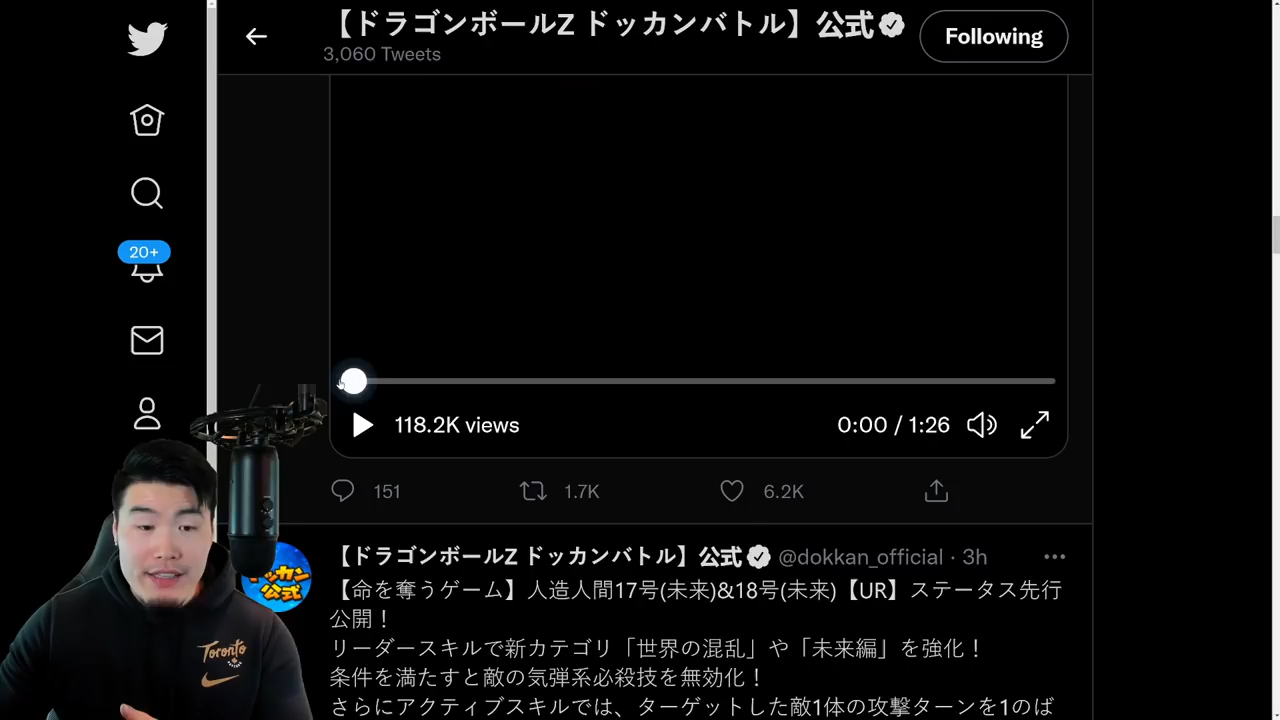 【ドラゴンボールZ ドッカンバトル】公式
Following
3,060 Tweets
20+
118.2K views
0:00 / 1:26
151
1.7K
6.2K
【ドラゴンボールZ ドッカンバトル】公式 @dokkan_official · 3h
【命を奪うゲーム】人造人間17号(未来)&18号(未来)【UR】ステータス先行
公開！
リーダースキルで新カテゴリ「世界の混乱」や「未来編」を強化！
条件を満たすと敵の気弾系必殺技を無効化！
さらにアクティブスキルでは、ターゲットした敵1体の攻撃ターンを1のば
ドッカン
公式
Toronto